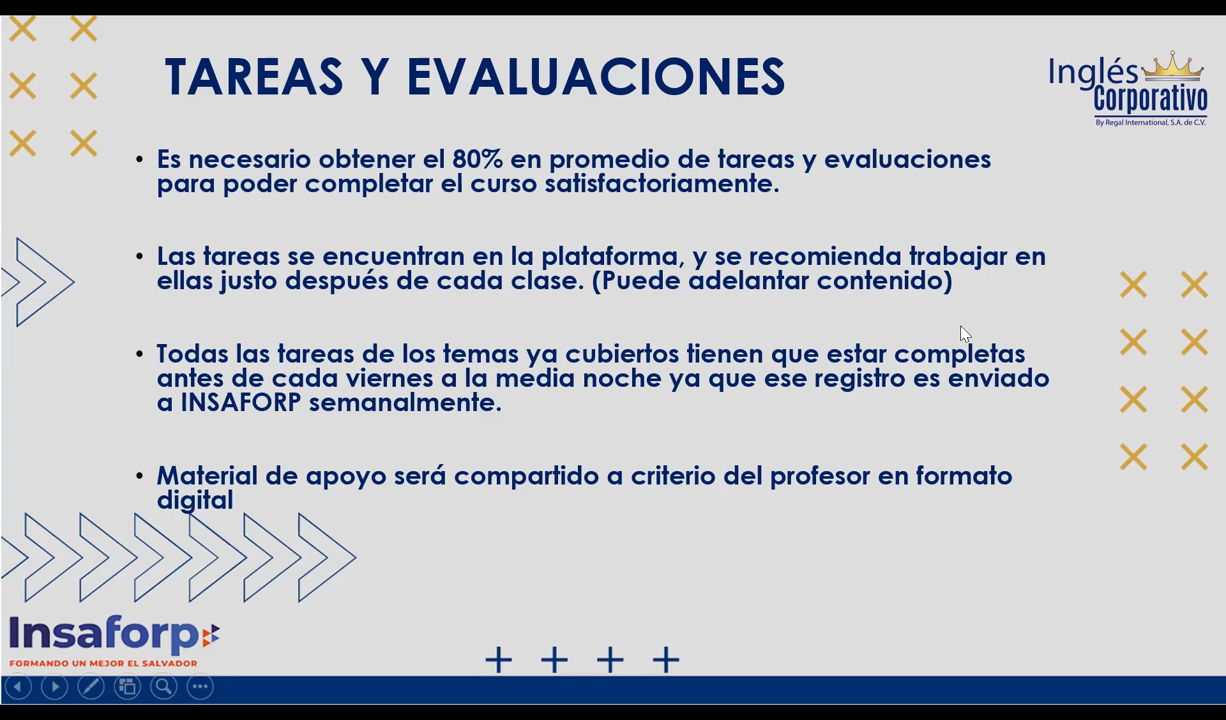 TAREAS Y EVALUACIONES
Inglés
Corporativo
By Regal International, S.A. de C.V.
• Es necesario obtener el 80% en promedio de tareas y evaluaciones
para poder completar el curso satisfactoriamente.
• Las tareas se encuentran en la plataforma, y se recomienda trabajar en
ellas justo después de cada clase. (Puede adelantar contenido)
• Todas las tareas de los temas ya cubiertos tienen que estar completas
antes de cada viernes a la media noche ya que ese registro es enviado
a INSAFORP semanalmente.
• Material de apoyo será compartido a criterio del profesor en formato
digital
Insaforp
FORMANDO UN MEJOR EL SALVADOR